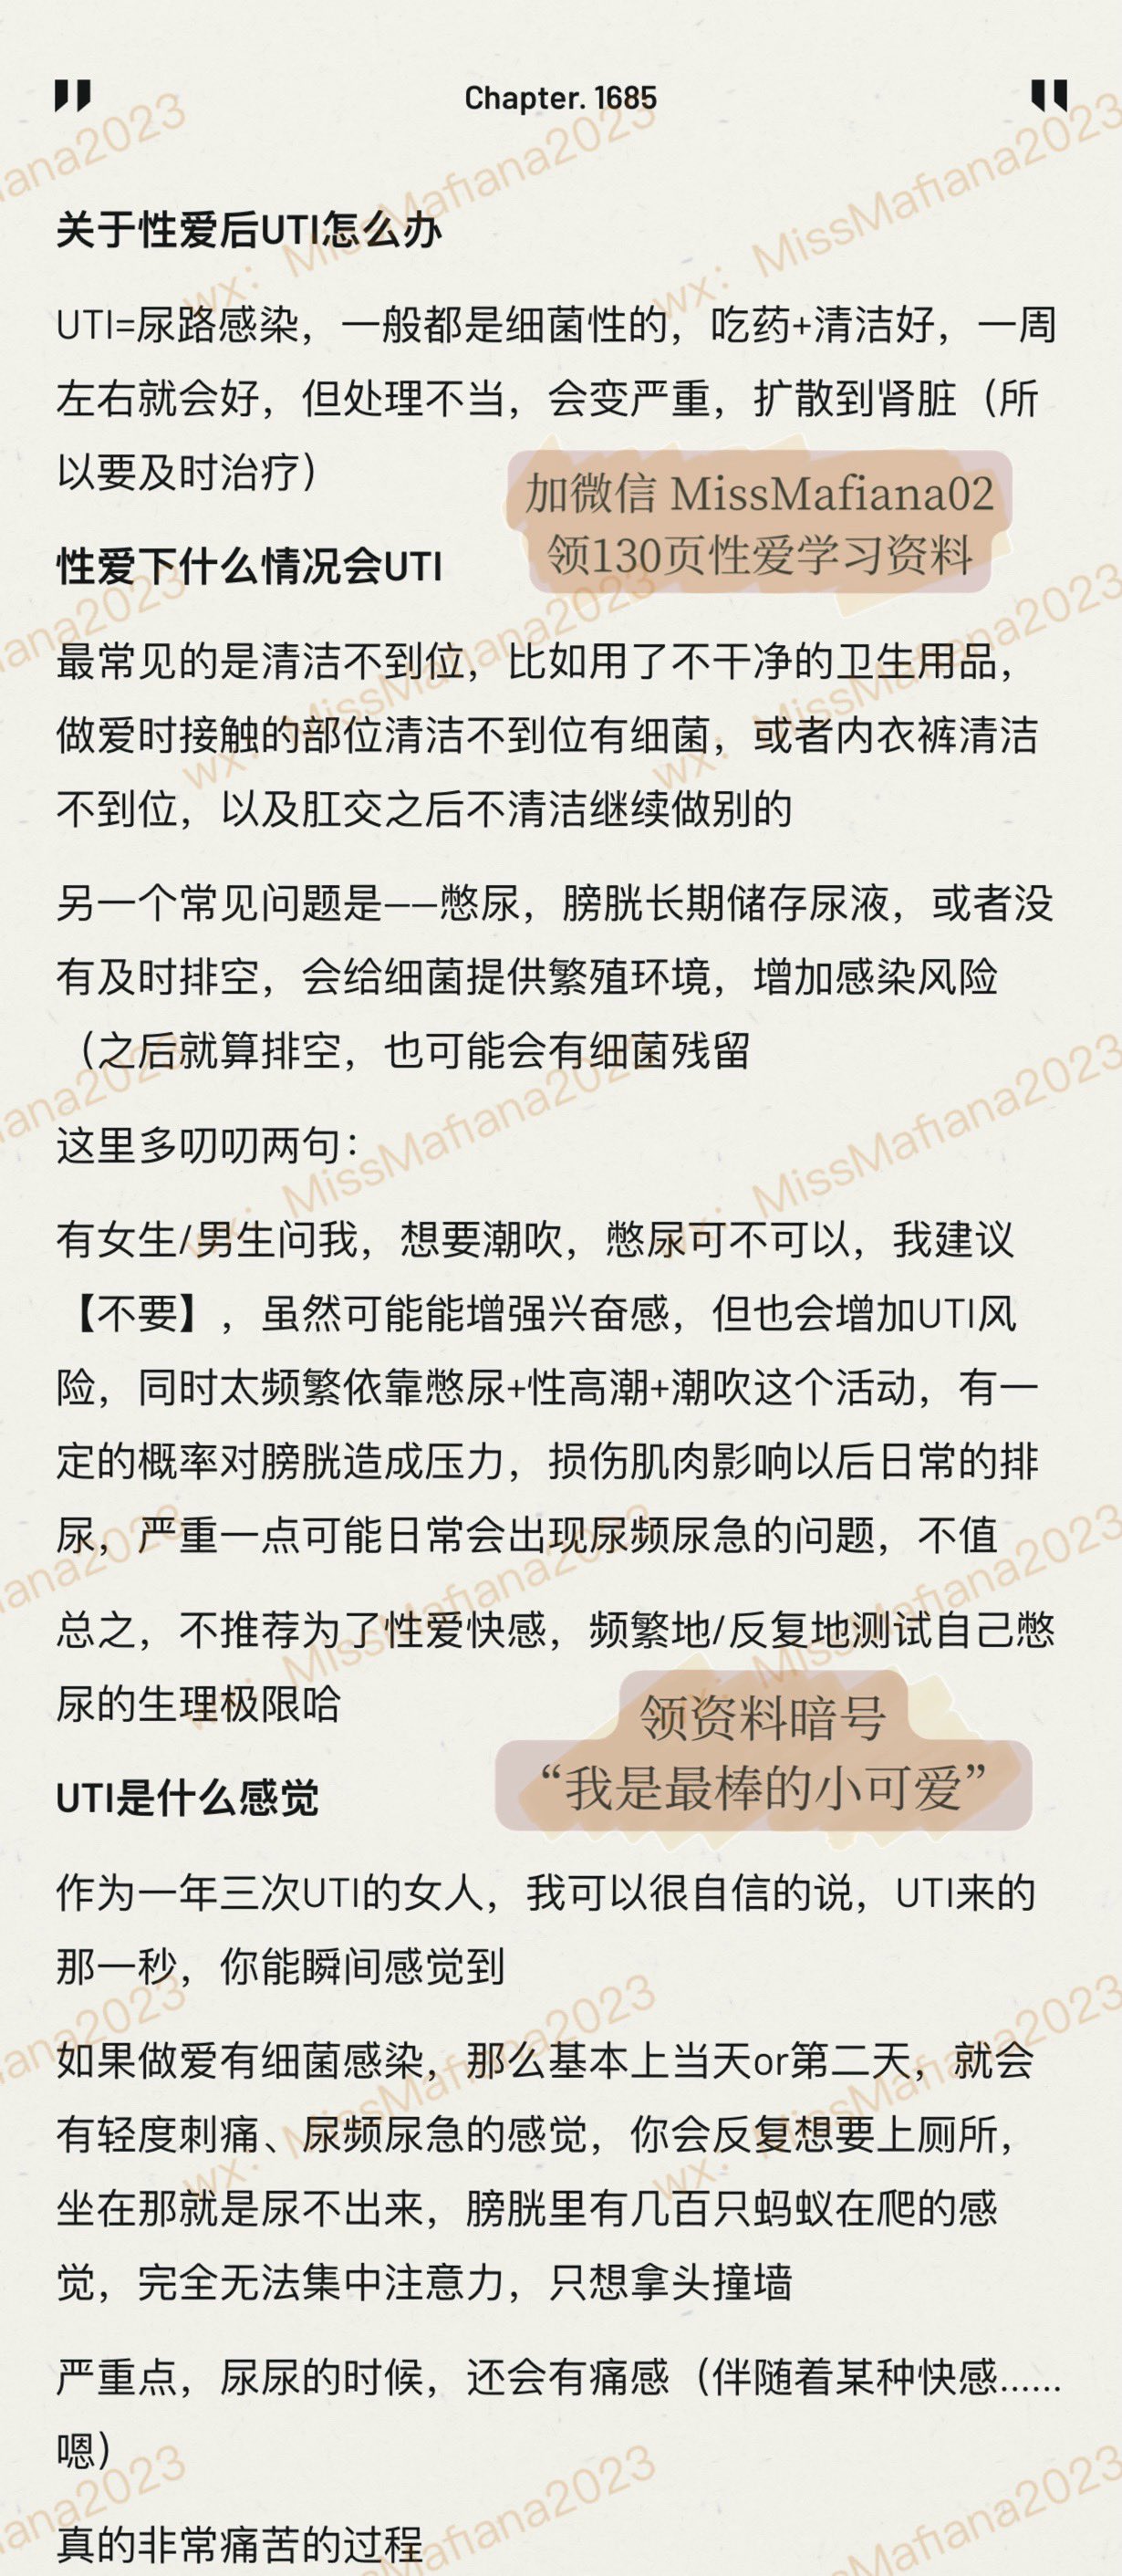 Chapter. 1685
关于性爱后UTI怎么办
UTI=尿路感染，一般都是细菌性的，吃药+清洁好，一周
左右就会好，但处理不当，会变严重，扩散到肾脏（所
以要及时治疗）
加微信 MissMafiana02
领130页性爱学习资料
性爱下什么情况会UTI
最常见的是清洁不到位，比如用了不干净的卫生用品，
做爱时接触的部位清洁不到位有细菌，或者内衣裤清洁
不到位，以及肛交之后不清洁继续做别的
另一个常见问题是——憋尿，膀胱长期储存尿液，或者没
有及时排空，会给细菌提供繁殖环境，增加感染风险
（之后就算排空，也可能会有细菌残留
这里多叨叨两句：
有女生/男生问我，想要潮吹，憋尿可不可以，我建议
【不要】，虽然可能能增强兴奋感，但也会增加UTI风
险，同时太频繁依靠憋尿+性高潮+潮吹这个活动，有一
定的概率对膀胱造成压力，损伤肌肉影响以后日常的排
尿，严重一点可能日常会出现尿频尿急的问题，不值
总之，不推荐为了性爱快感，频繁地/反复地测试自己憋
尿的生理极限哈
领资料暗号
“我是最棒的小可爱”
UTI是什么感觉
作为一年三次UTI的女人，我可以很自信的说，UTI来的
那一秒，你能瞬间感觉到
如果做爱有细菌感染，那么基本上当天or第二天，就会
有轻度刺痛、尿频尿急的感觉，你会反复想要上厕所，
坐在那就是尿不出来，膀胱里有几百只蚂蚁在爬的感
觉，完全无法集中注意力，只想拿头撞墙
严重点，尿尿的时候，还会有痛感（伴随着某种快感……
嗯）
真的非常痛苦的过程
wx：MissMafiana2023